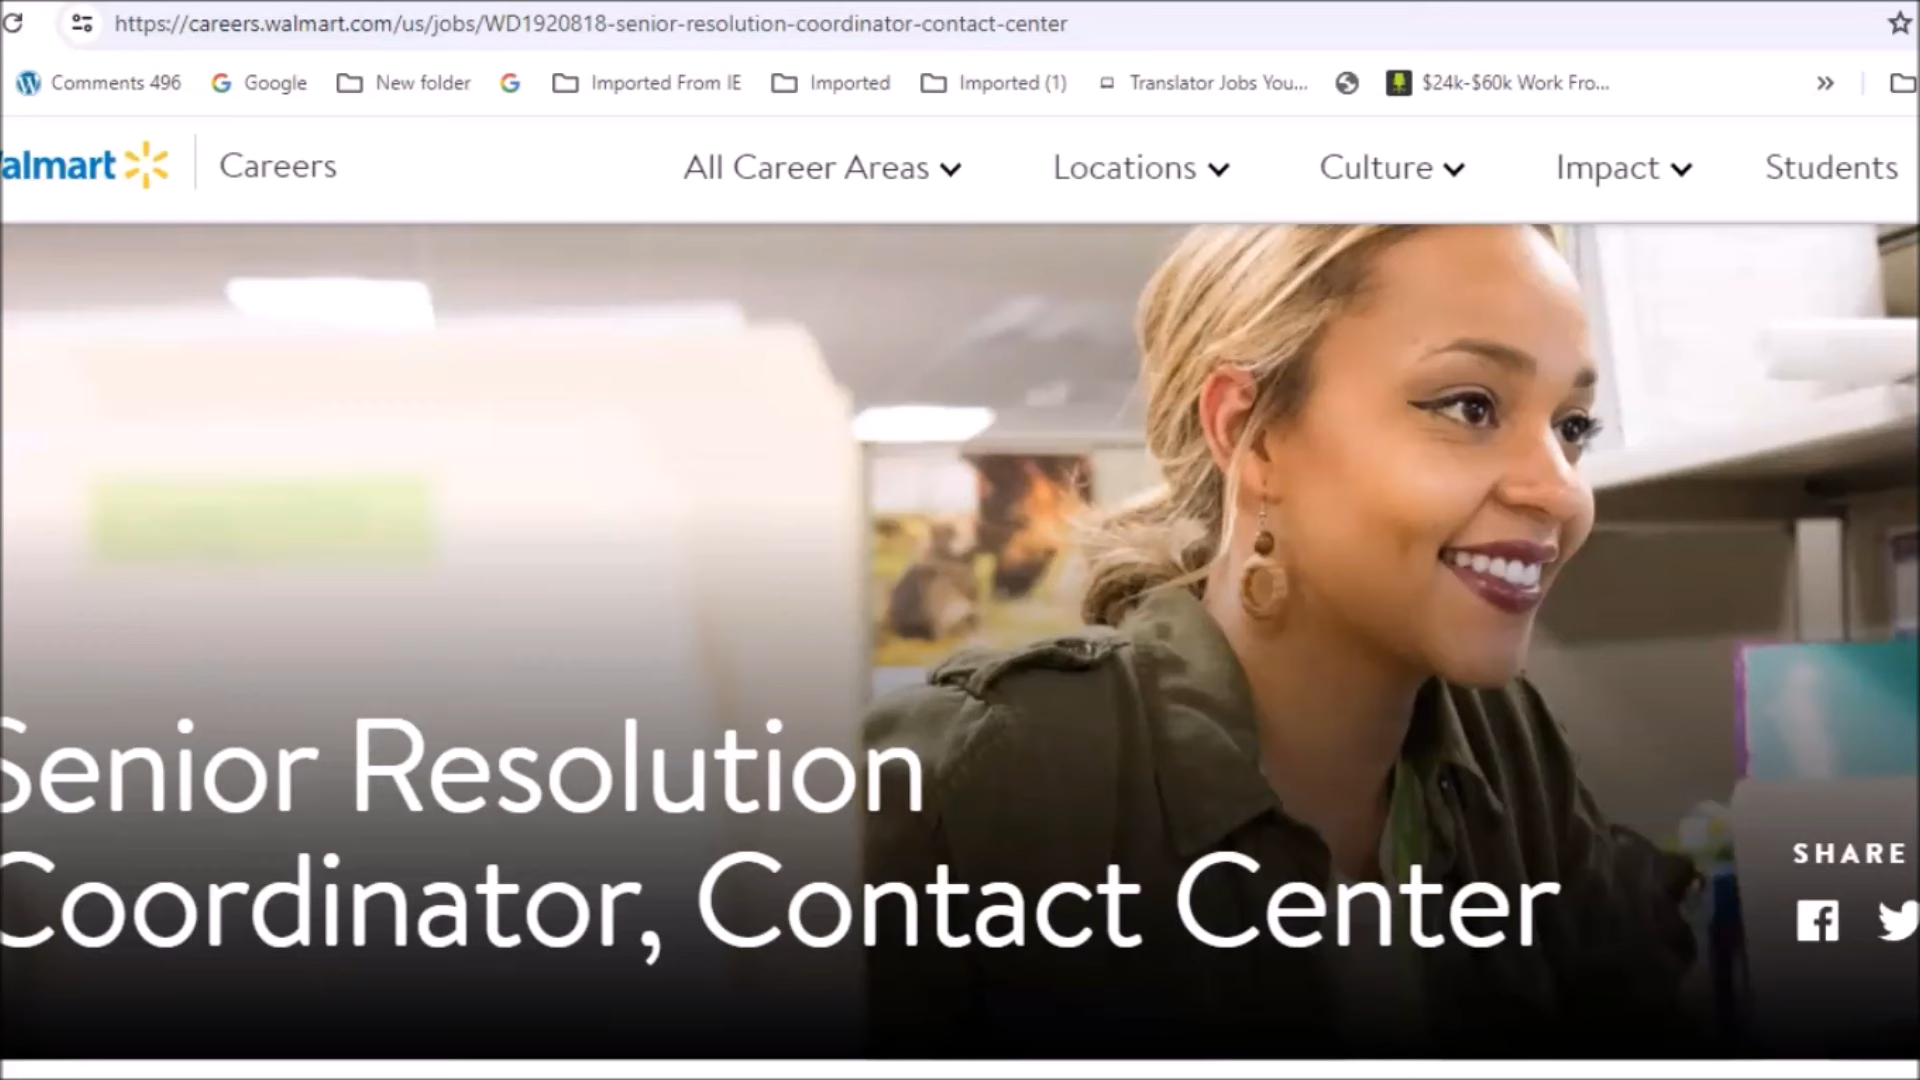 https://careers.walmart.com/us/jobs/WD1920818-senior-resolution-coordinator-contact-center
Comments 496 Google New folder Imported From IE Imported Imported (1) Translator Jobs You... $24k-$60k Work Fro...
almart Careers All Career Areas Locations Culture Impact Students
Senior Resolution
Coordinator, Contact Center
SHARE